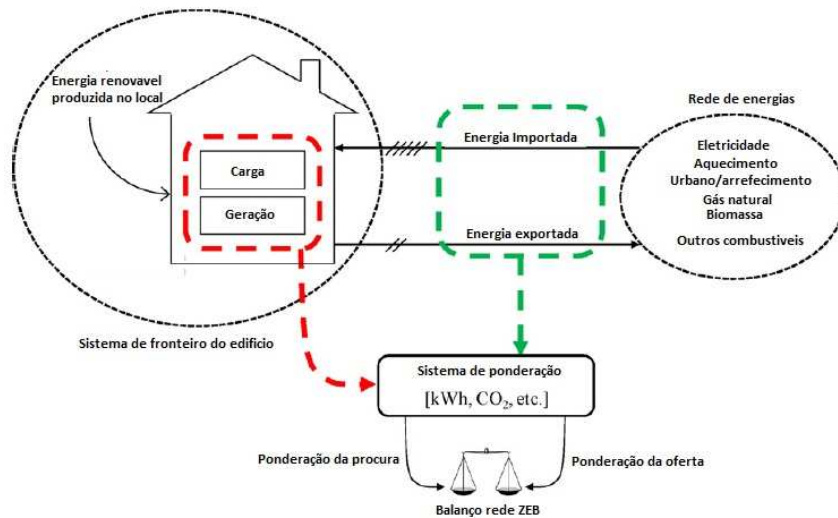 Energia renovavel
produzida no local
Carga
Geração
Sistema de fronteiro do edificio
Energia Importada
Energia exportada
Rede de energias
Eletricidade
Aquecimento
Urbano/arrefecimento
Gás natural
Biomassa
Outros combustiveis
Sistema de ponderação
[kWh, CO₂, etc.]
Ponderação da procura
Ponderação da oferta
Balanço rede ZEB